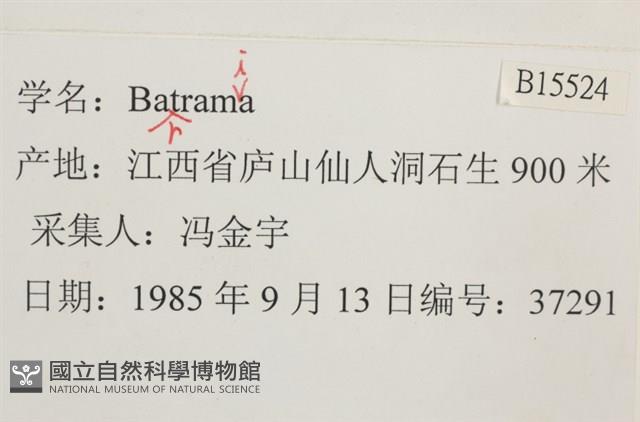 B15524
学名：Batrama
i
r
产地：江西省庐山仙人洞石生 900 米
采集人：冯金宇
日期：1985 年 9 月 13 日编号：37291
國立自然科學博物館
NATIONAL MUSEUM OF NATURAL SCIENCE